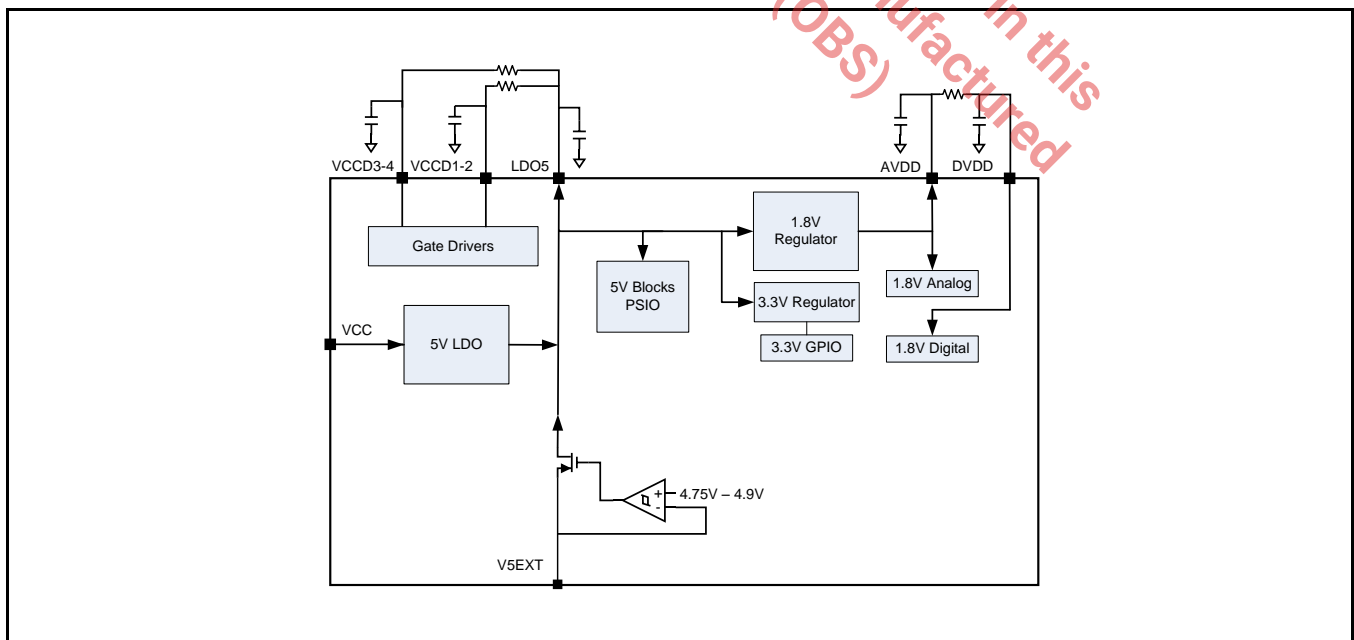 in this
nufactured
(OBS)
VCCD3-4
VCCD1-2
LDO5
AVDD
DVDD
Gate Drivers
1.8V
Regulator
5V Blocks
PSIO
1.8V Analog
3.3V Regulator
VCC
5V LDO
3.3V GPIO
1.8V Digital
+
4.75V – 4.9V
-
V5EXT